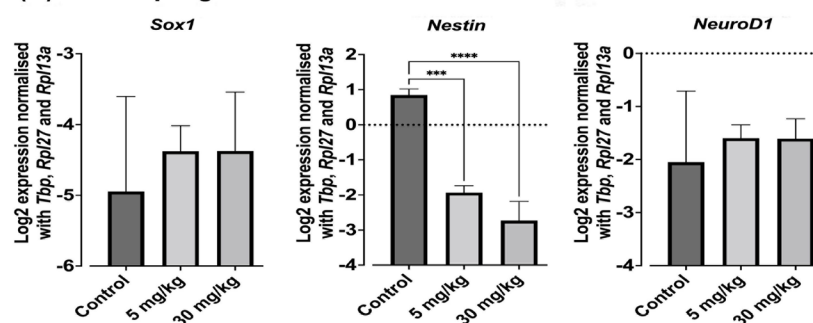 Sox1
Log2 expression normalised
with Tbp, Rpl27 and Rpl13a
-3
-4
-5
-6
Control
5 mg/kg
30 mg/kg
Nestin
Log2 expression normalised
with Tbp, Rpl27 and Rpl13a
2
1
0
-1
-2
-3
-4
****
***
Control
5 mg/kg
30 mg/kg
NeuroD1
Log2 expression normalised
with Tbp, Rpl27 and Rpl13a
0
-1
-2
-3
-4
Control
5 mg/kg
30 mg/kg